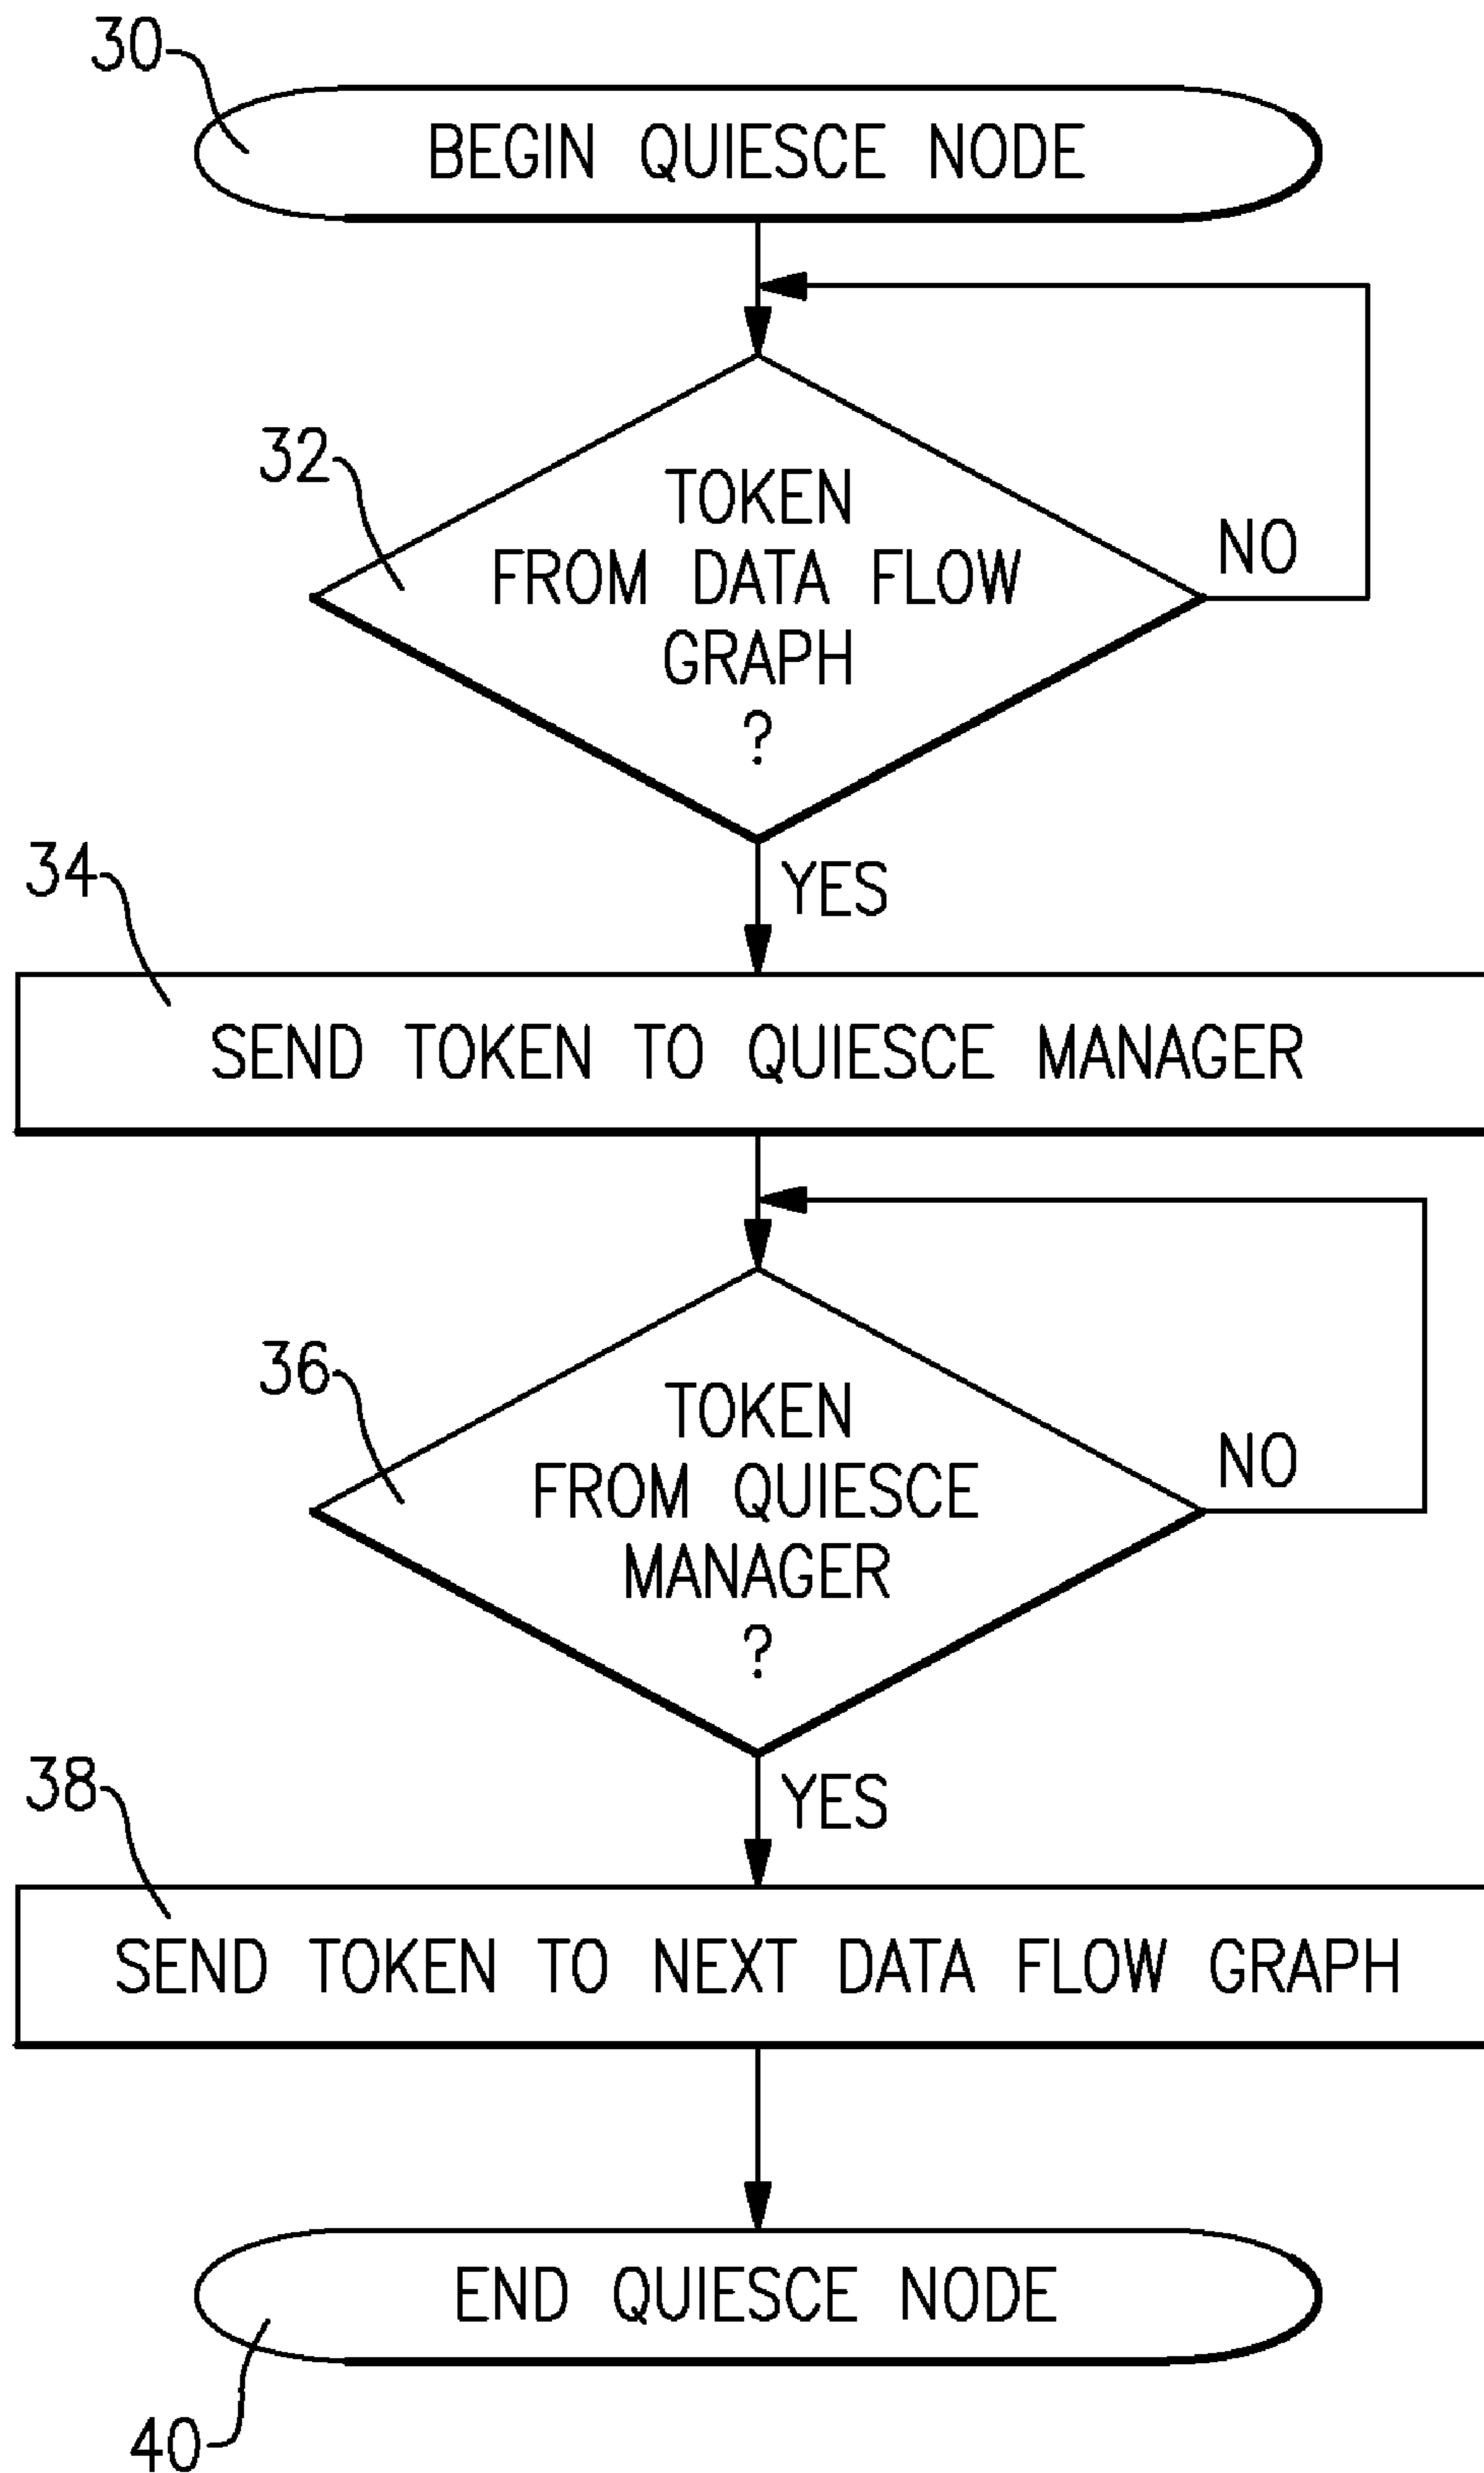 30
BEGIN QUIESCE NODE
32
TOKEN
FROM DATA FLOW
GRAPH
?
NO
YES
34
SEND TOKEN TO QUIESCE MANAGER
36
TOKEN
FROM QUIESCE
MANAGER
?
NO
YES
38
SEND TOKEN TO NEXT DATA FLOW GRAPH
END QUIESCE NODE
40